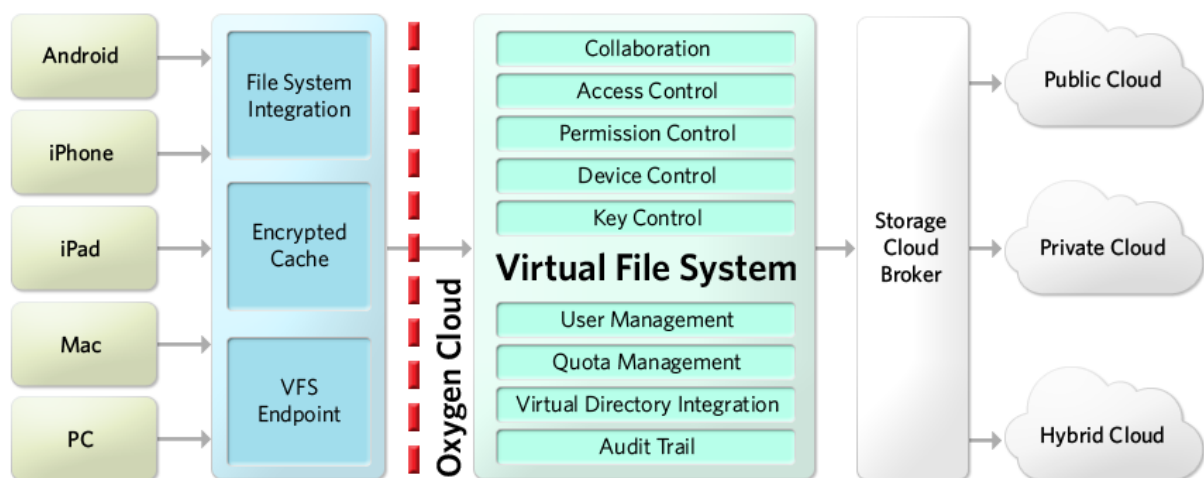 Android
iPhone
iPad
Mac
PC
File System
Integration
Encrypted
Cache
VFS
Endpoint
Oxygen Cloud
Collaboration
Access Control
Permission Control
Device Control
Key Control
Virtual File System
User Management
Quota Management
Virtual Directory Integration
Audit Trail
Storage
Cloud
Broker
Public Cloud
Private Cloud
Hybrid Cloud